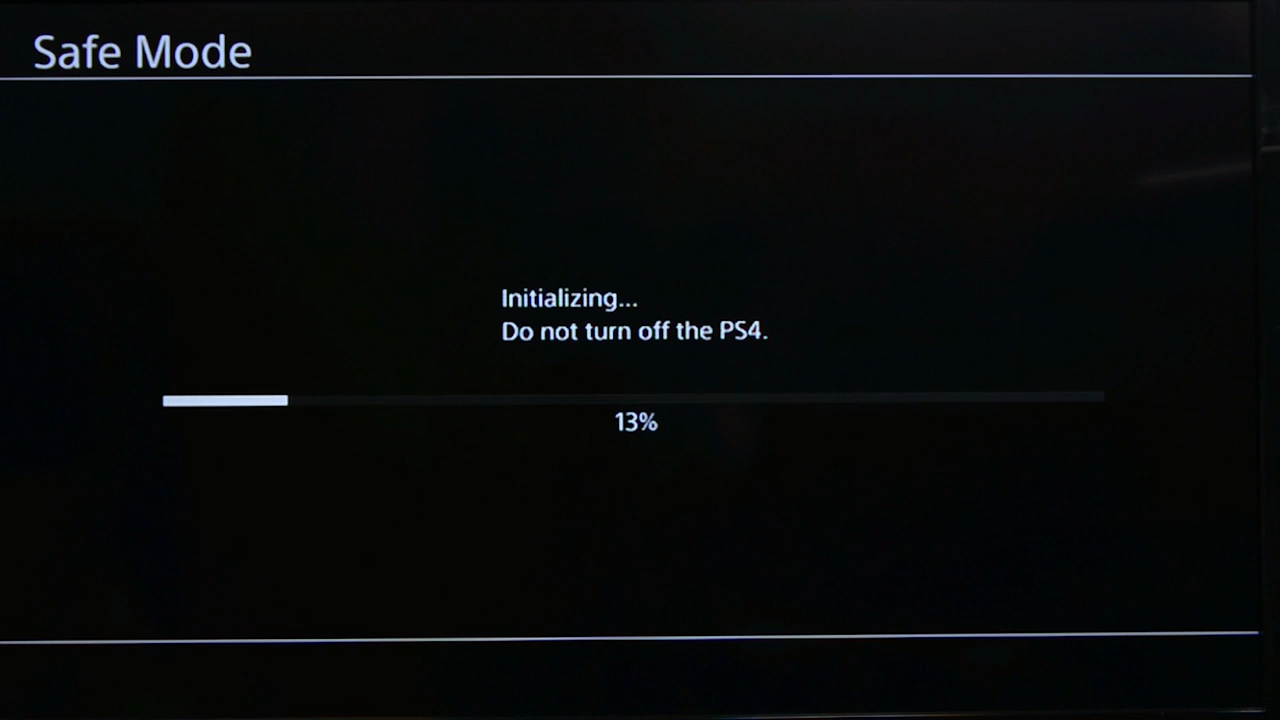 Safe Mode
Initializing...
Do not turn off the PS4.
13%